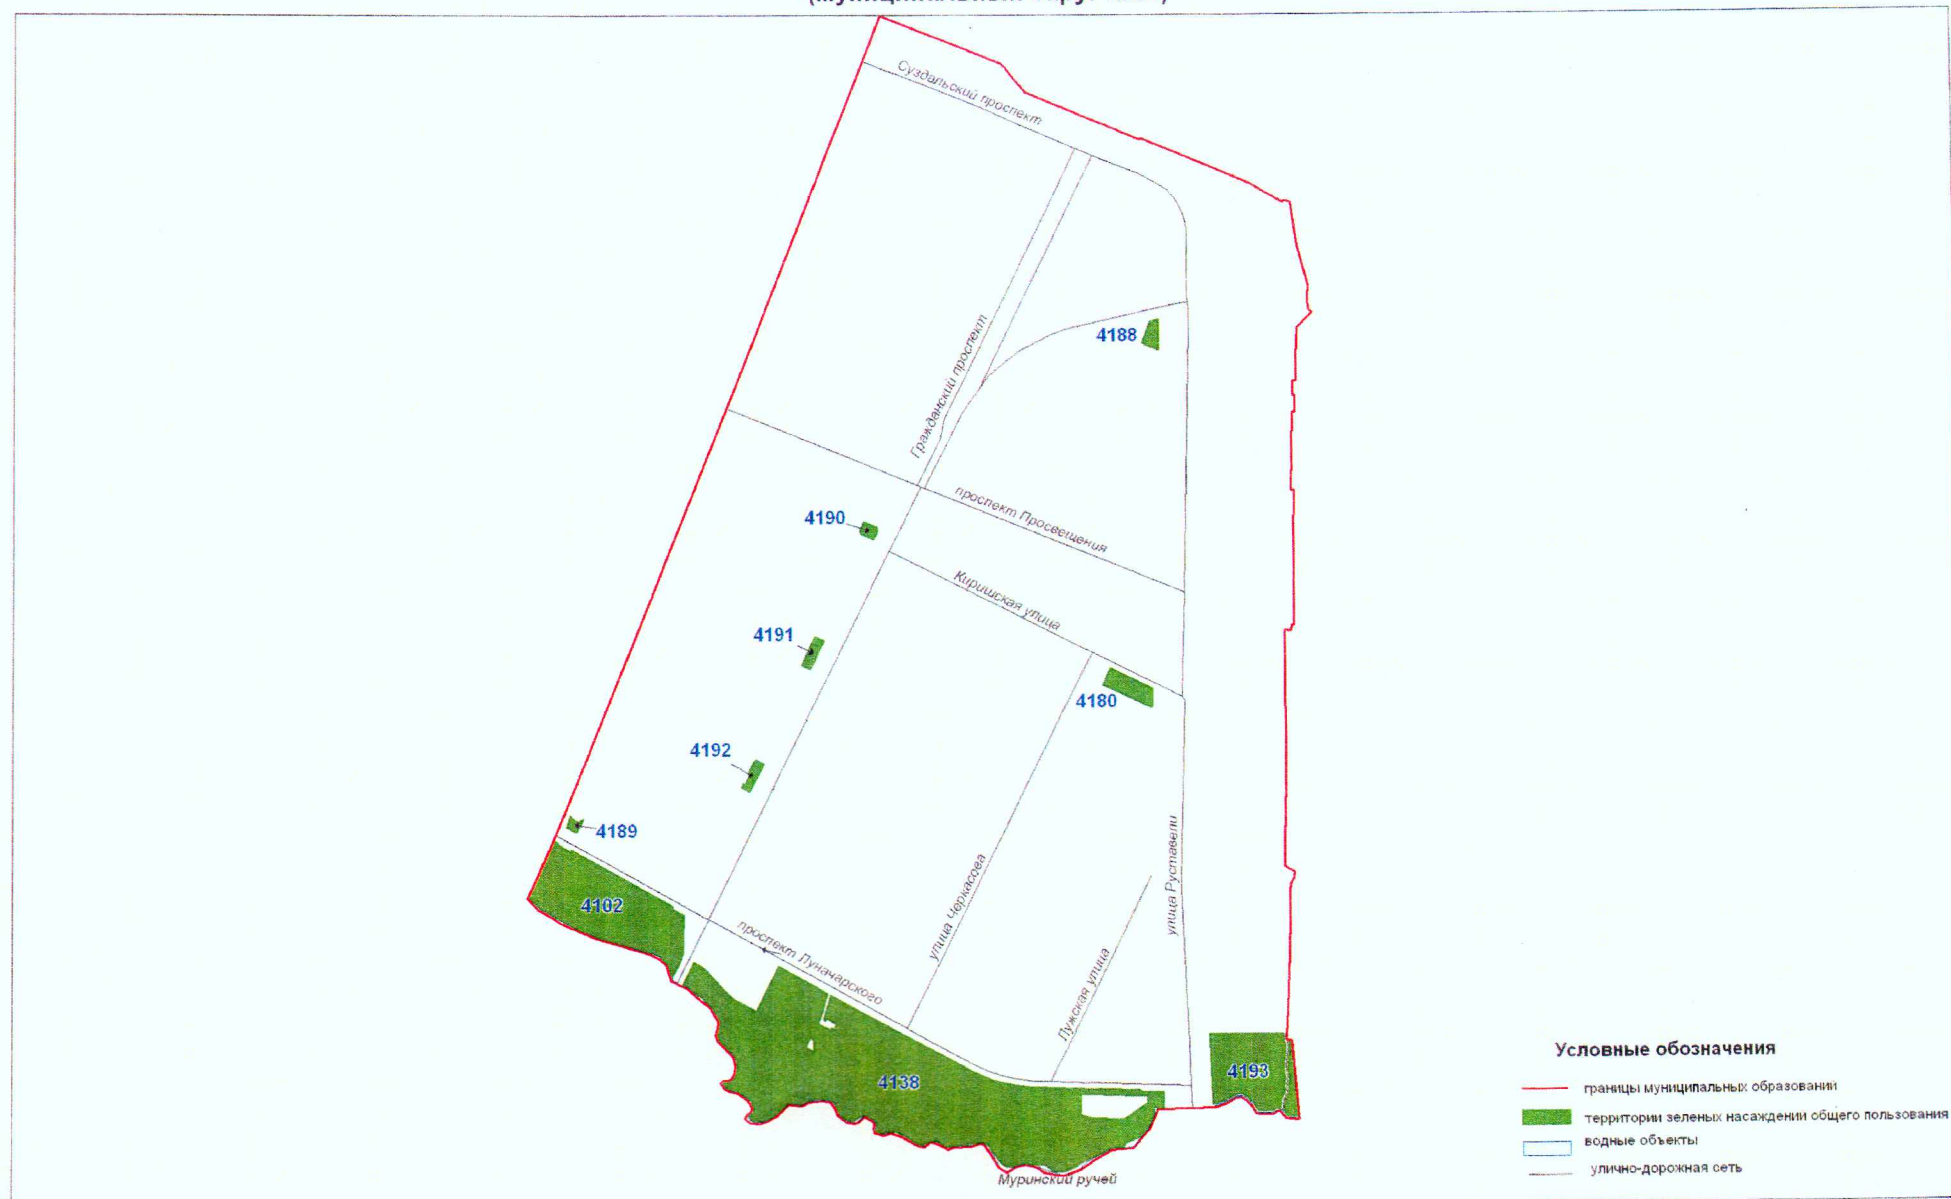 Суздальский проспект
4188
Гражданский проспект
проспект Просвещения
4190
Киришская улица
4191
4180
4192
4189
улица Черкасова
улица Руставели
4102
проспект Луначарского
Лужская улица
4138
4193
Муринский ручей
Условные обозначения
границы муниципальных образований
территории зеленых насаждений общего пользования
водные объекты
улично-дорожная сеть